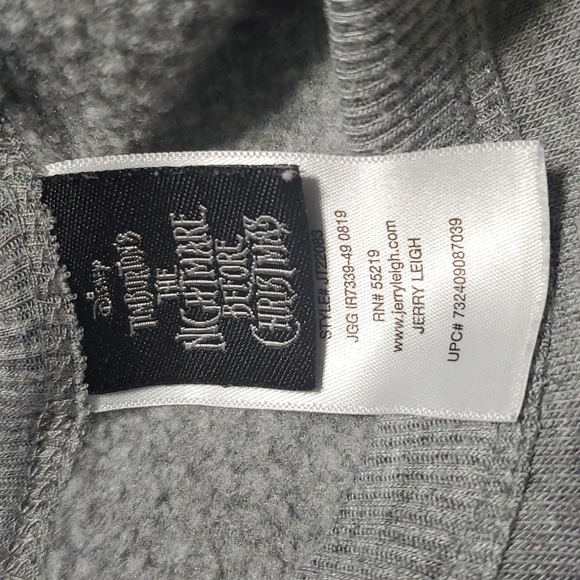 Disney
TIM BURTON'S
THE
NIGHTMARE
BEFORE
CHRISTMAS
STYLE# JT22083
JGG IR7339-49 0819
RN# 55219
www.jerryleigh.com
JERRY LEIGH
UPC# 732409087039